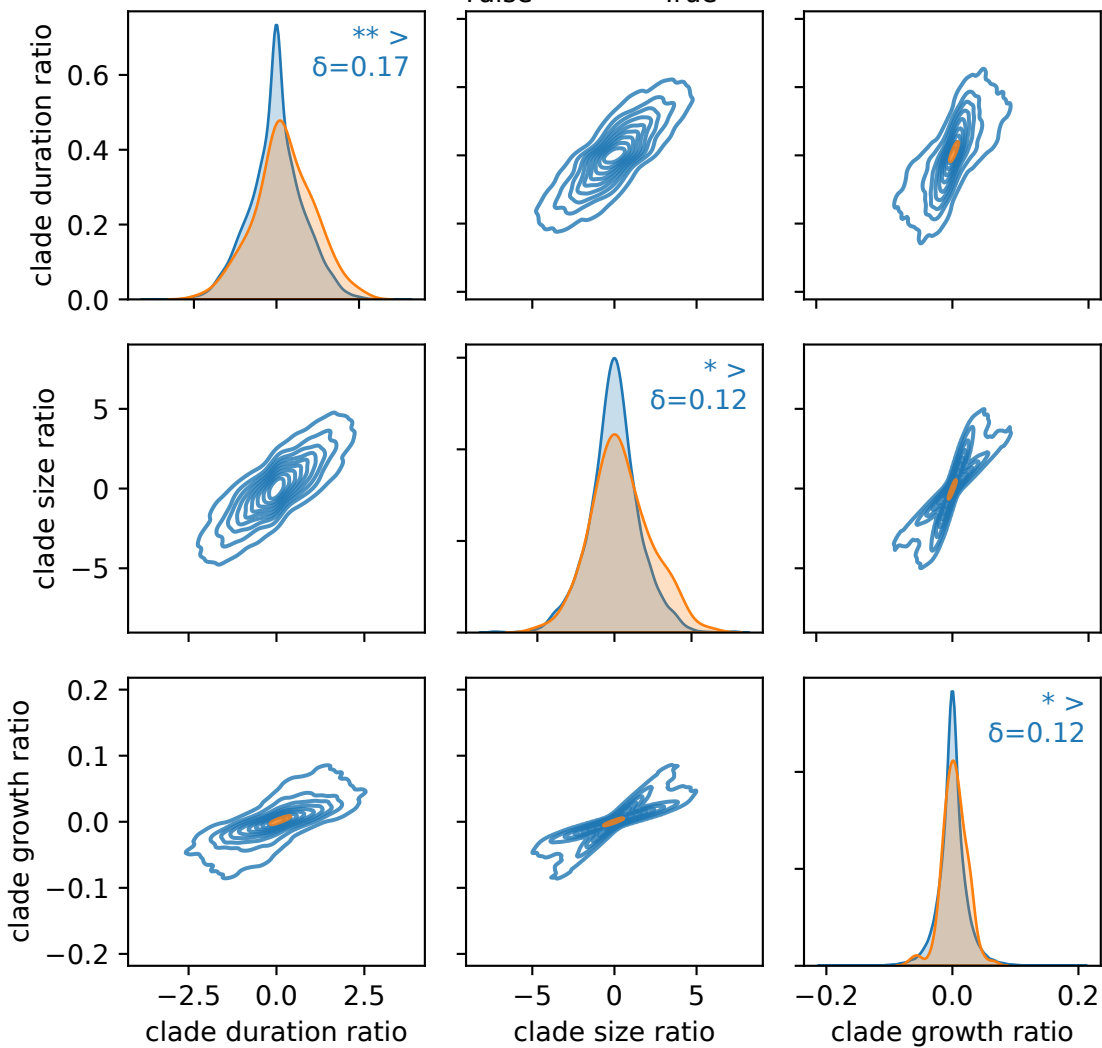 False True
clade duration ratio
0.6
0.4
0.2
0.0
** >
δ=0.17
clade size ratio
5
0
−5
* >
δ=0.12
clade growth ratio
0.2
0.1
0.0
−0.1
−0.2
* >
δ=0.12
−2.5 0.0 2.5
−5 0 5
−0.2 0.0 0.2
clade duration ratio
clade size ratio
clade growth ratio